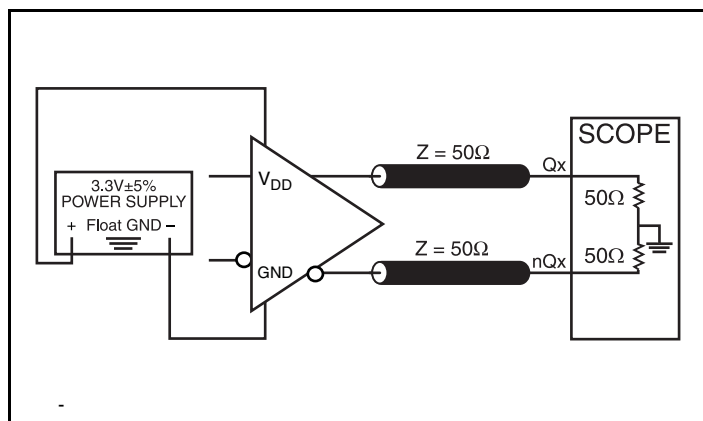 SCOPE
Z = 50Ω
Qx
3.3V±5%
POWER SUPPLY
+ Float GND −
V_DD
50Ω
GND
Z = 50Ω
nQx
50Ω
-